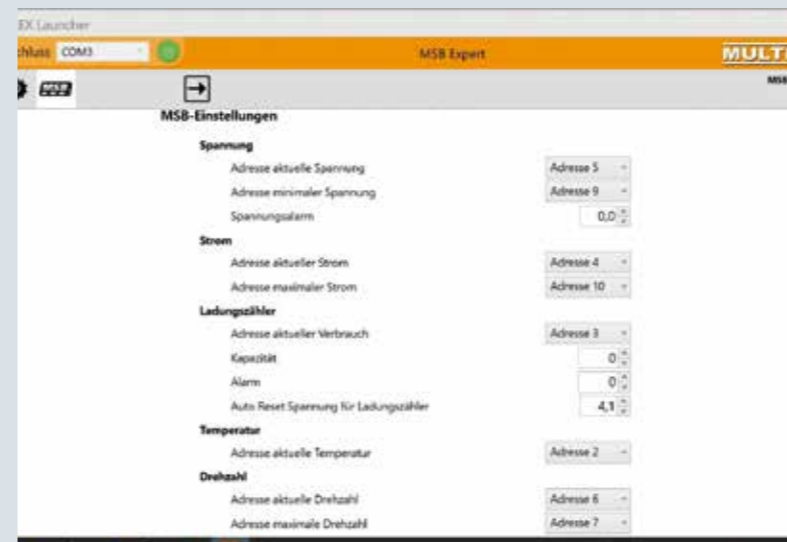 EX Launcher
chluss COM3
MSB Expert
MULTI
MSB
MSB-Einstellungen
Spannung
Adresse aktuelle Spannung Adresse 5
Adresse minimaler Spannung Adresse 9
Spannungsalarm 0,0
Strom
Adresse aktueller Strom Adresse 4
Adresse maximaler Strom Adresse 10
Ladungszähler
Adresse aktueller Verbrauch Adresse 3
Kapazität 0
Alarm 0
Auto Reset Spannung für Ladungszähler 4,1
Temperatur
Adresse aktuelle Temperatur Adresse 2
Drehzahl
Adresse aktuelle Drehzahl Adresse 6
Adresse maximale Drehzahl Adresse 7